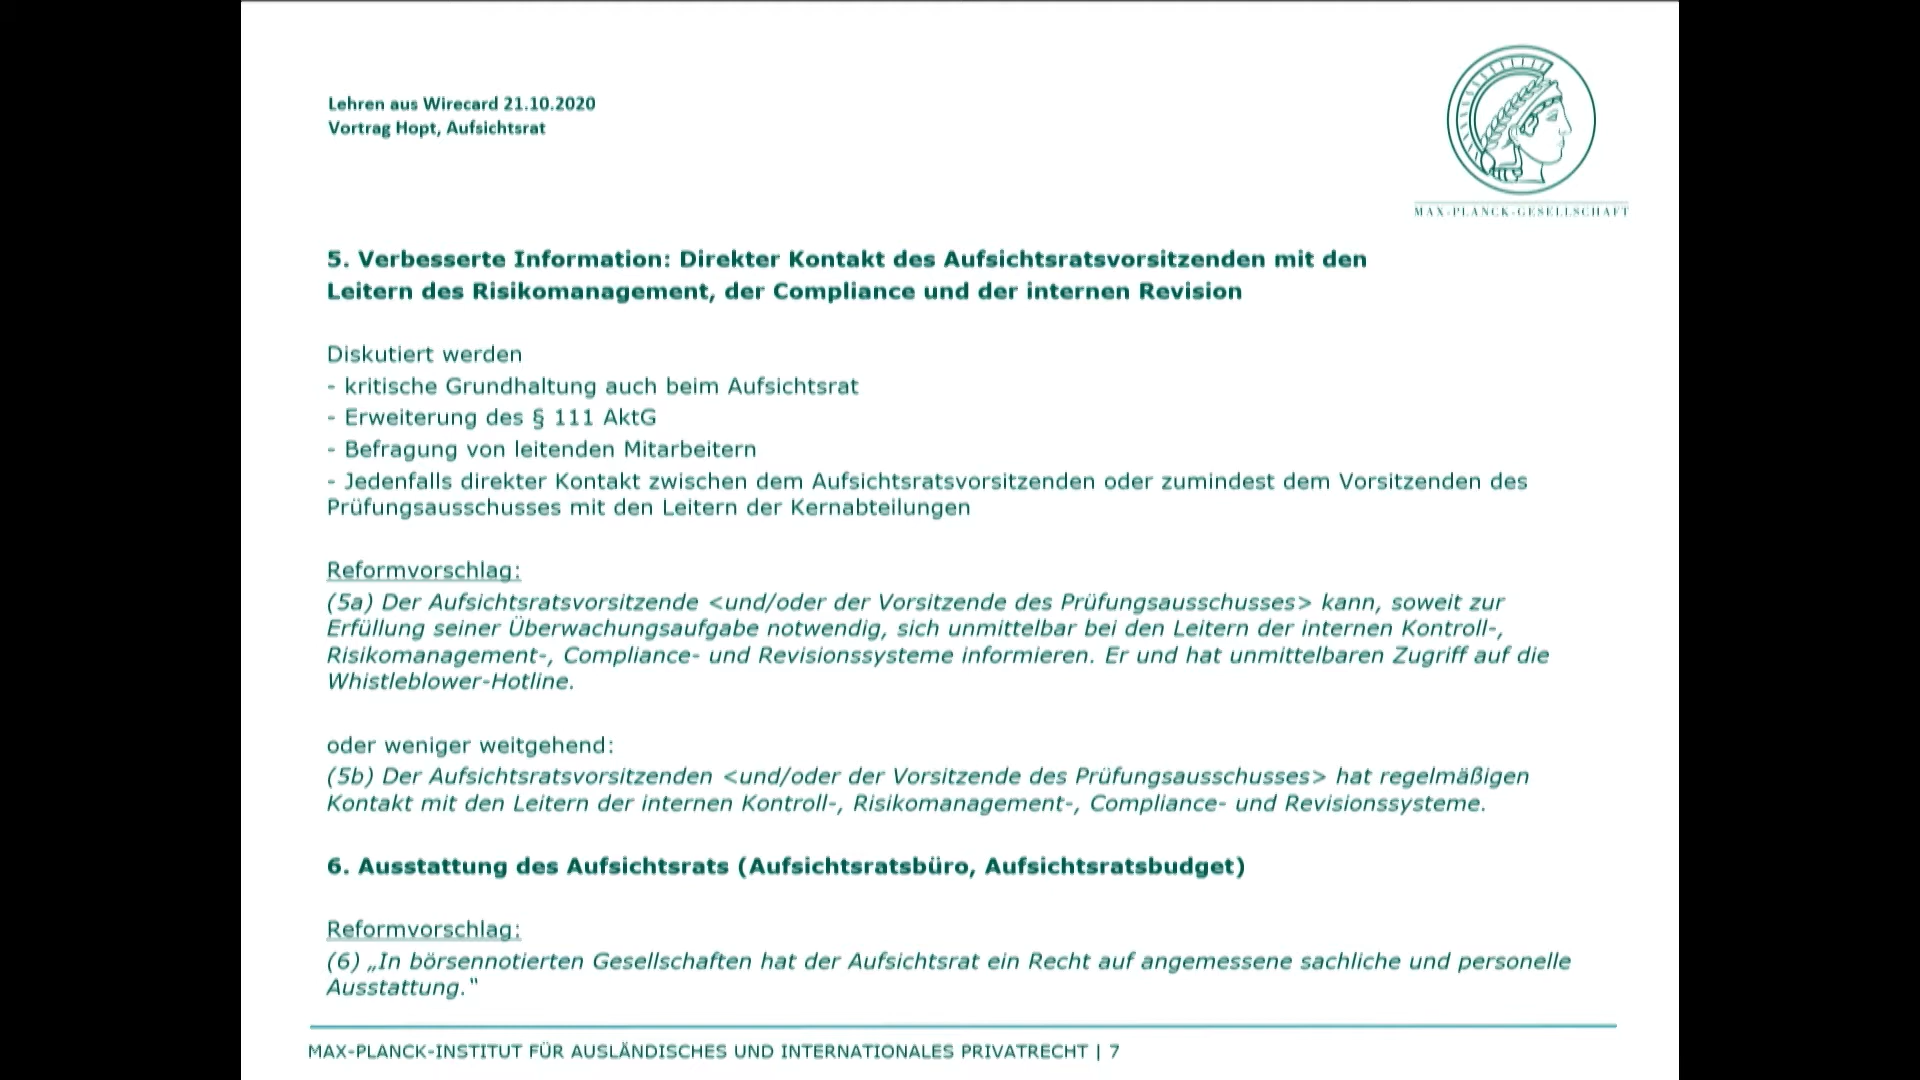 Lehren aus Wirecard 21.10.2020
Vortrag Hopt, Aufsichtsrat
MAX-PLANCK-GESELLSCHAFT
5. Verbesserte Information: Direkter Kontakt des Aufsichtsratsvorsitzenden mit den
Leitern des Risikomanagement, der Compliance und der internen Revision
Diskutiert werden
- kritische Grundhaltung auch beim Aufsichtsrat
- Erweiterung des § 111 AktG
- Befragung von leitenden Mitarbeitern
- Jedenfalls direkter Kontakt zwischen dem Aufsichtsratsvorsitzenden oder zumindest dem Vorsitzenden des
Prüfungsausschusses mit den Leitern der Kernabteilungen
Reformvorschlag:
(5a) Der Aufsichtsratsvorsitzende <und/oder der Vorsitzende des Prüfungsausschusses> kann, soweit zur
Erfüllung seiner Überwachungsaufgabe notwendig, sich unmittelbar bei den Leitern der internen Kontroll-,
Risikomanagement-, Compliance- und Revisionssysteme informieren. Er und hat unmittelbaren Zugriff auf die
Whistleblower-Hotline.
oder weniger weitgehend:
(5b) Der Aufsichtsratsvorsitzenden <und/oder der Vorsitzende des Prüfungsausschusses> hat regelmäßigen
Kontakt mit den Leitern der internen Kontroll-, Risikomanagement-, Compliance- und Revisionssysteme.
6. Ausstattung des Aufsichtsrats (Aufsichtsratsbüro, Aufsichtsratsbudget)
Reformvorschlag:
(6) „In börsennotierten Gesellschaften hat der Aufsichtsrat ein Recht auf angemessene sachliche und personelle
Ausstattung."
MAX-PLANCK-INSTITUT FÜR AUSLÄNDISCHES UND INTERNATIONALES PRIVATRECHT | 7